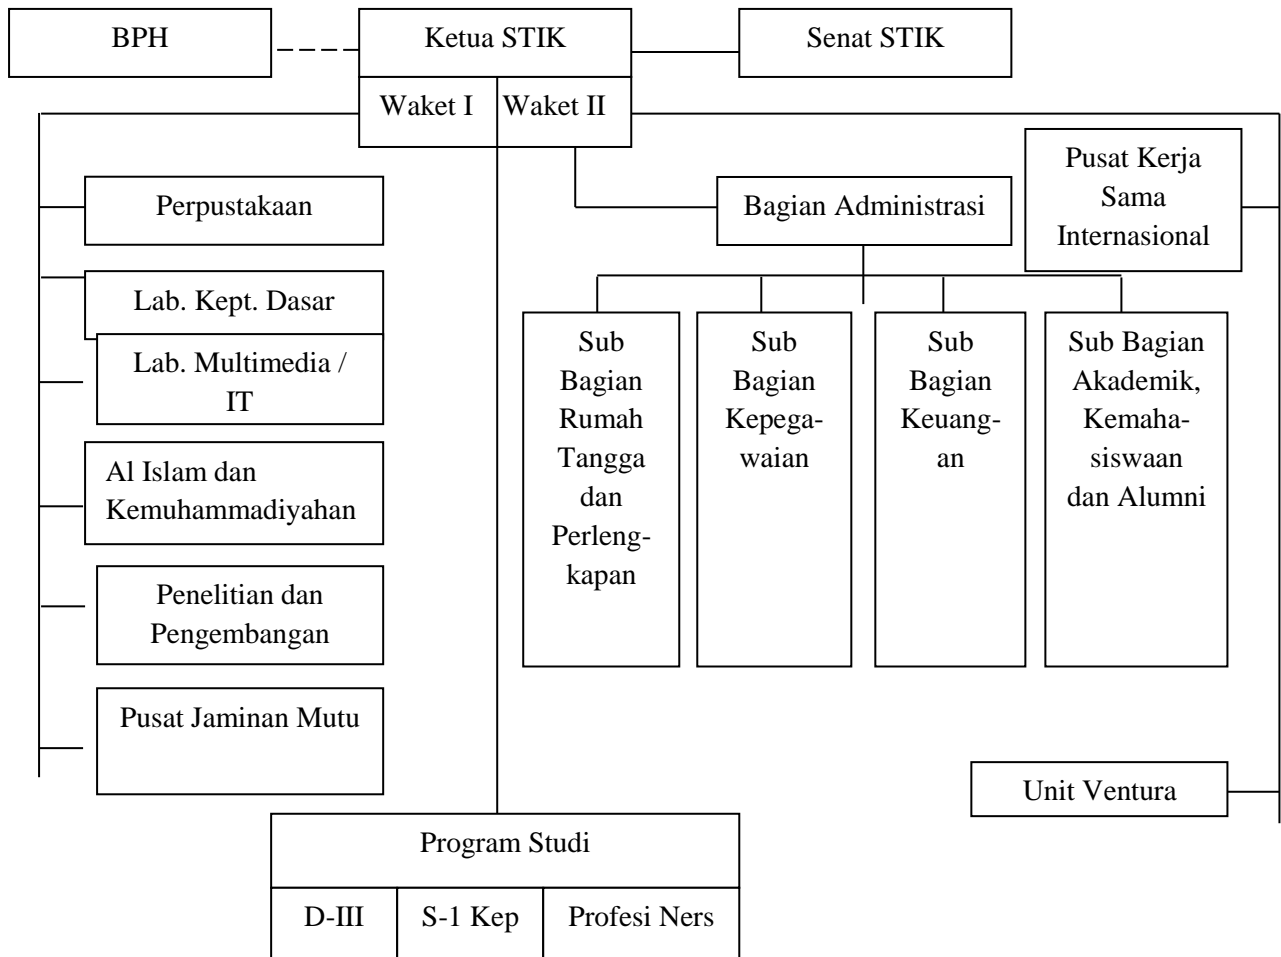 BPH
Ketua STIK
Senat STIK
Waket I
Waket II
Pusat Kerja
Sama
Internasional
Perpustakaan
Bagian Administrasi
Lab. Kept. Dasar
Lab. Multimedia /
IT
Al Islam dan
Kemuhammadiyahan
Penelitian dan
Pengembangan
Pusat Jaminan Mutu
Sub
Bagian
Rumah
Tangga
dan
Perleng-
kapan
Sub
Bagian
Kepega-
waian
Sub
Bagian
Keuang-
an
Sub Bagian
Akademik,
Kemaha-
siswaan
dan Alumni
Unit Ventura
Program Studi
D-III
S-1 Kep
Profesi Ners